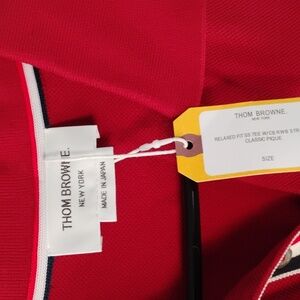 THOM BROWNE.
NEW YORK
MADE IN JAPAN
THOM BROWNE
NEW YORK
RELAXED FIT SS TEE W/CB RWB STR
CLASSIC PIQUE
SIZE